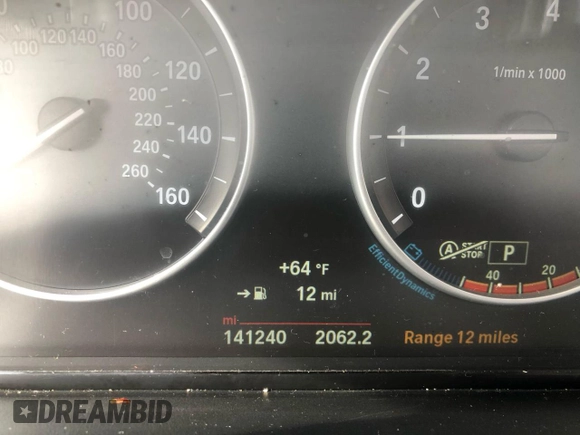 100
120
140
160
80
100
120
140
160
180
200
220
240
260
4
3
2
1
0
1/min x 1000
+64 °F
12 mi
mi
141240 2062.2
A START
STOP
P
EfficientDynamics
40 20
Range 12 miles
DREAMBID